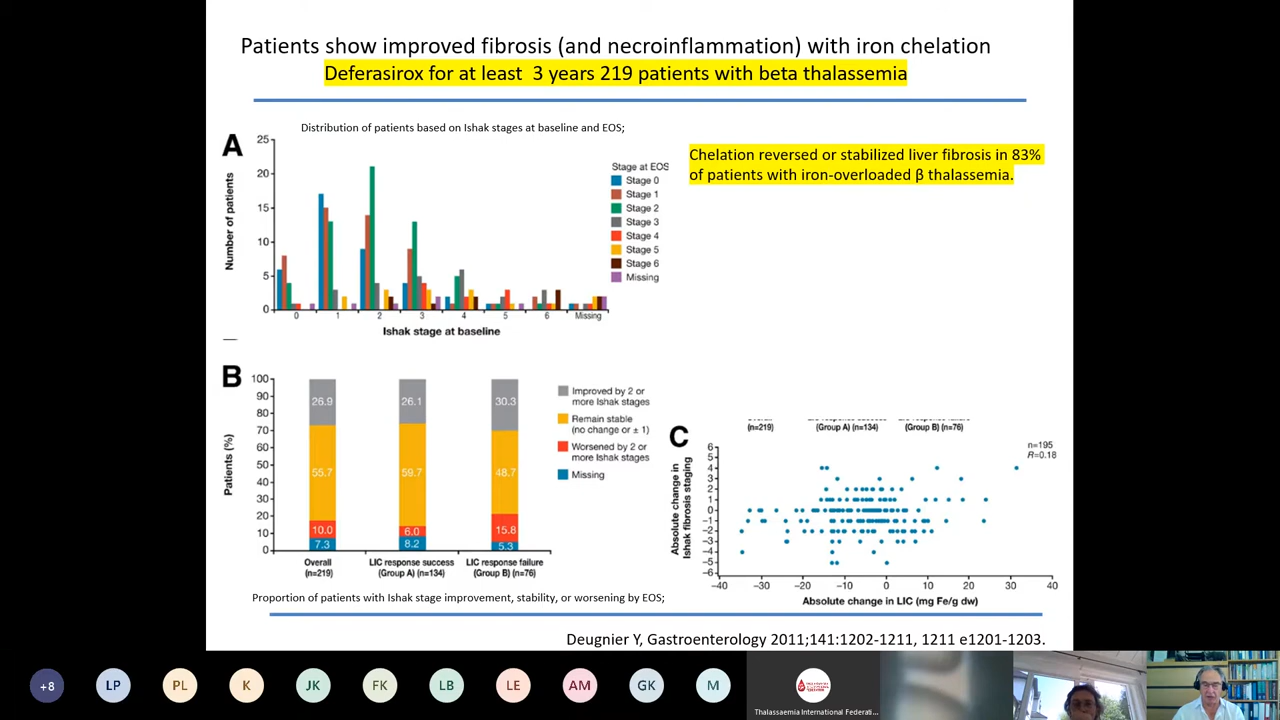 Patients show improved fibrosis (and necroinflammation) with iron chelation
Deferasirox for at least 3 years 219 patients with beta thalassemia
Distribution of patients based on Ishak stages at baseline and EOS;
A
25
20
15
10
5
0
Number of patients
0 1 2 3 4 5 6 Missing
Ishak stage at baseline
Stage at EOS
Stage 0
Stage 1
Stage 2
Stage 3
Stage 4
Stage 5
Stage 6
Missing
Chelation reversed or stabilized liver fibrosis in 83%
of patients with iron-overloaded β thalassemia.
B
100
90
80
70
60
50
40
30
20
10
0
Patients (%)
26.9 26.1 30.3
55.7 59.7 48.7
10.0 6.0 15.8
7.3 8.2 5.3
Overall
(n=219)
LIC response success
(Group A) (n=134)
LIC response failure
(Group B) (n=76)
Improved by 2 or
more Ishak stages
Remain stable
(no change or ± 1)
Worsened by 2 or
more Ishak stages
Missing
Proportion of patients with Ishak stage improvement, stability, or worsening by EOS;
C
(n=219) (Group A) (n=134) (Group B) (n=76)
n=195
R=0.18
6
5
4
3
2
1
0
−1
−2
−3
−4
−5
−6
Absolute change in
Ishak fibrosis staging
−40 −30 −20 −10 0 10 20 30 40
Absolute change in LIC (mg Fe/g dw)
Deugnier Y, Gastroenterology 2011;141:1202-1211, 1211 e1201-1203.
+8 LP PL K JK FK LB LE AM GK M
Thalassaemia International Federati...